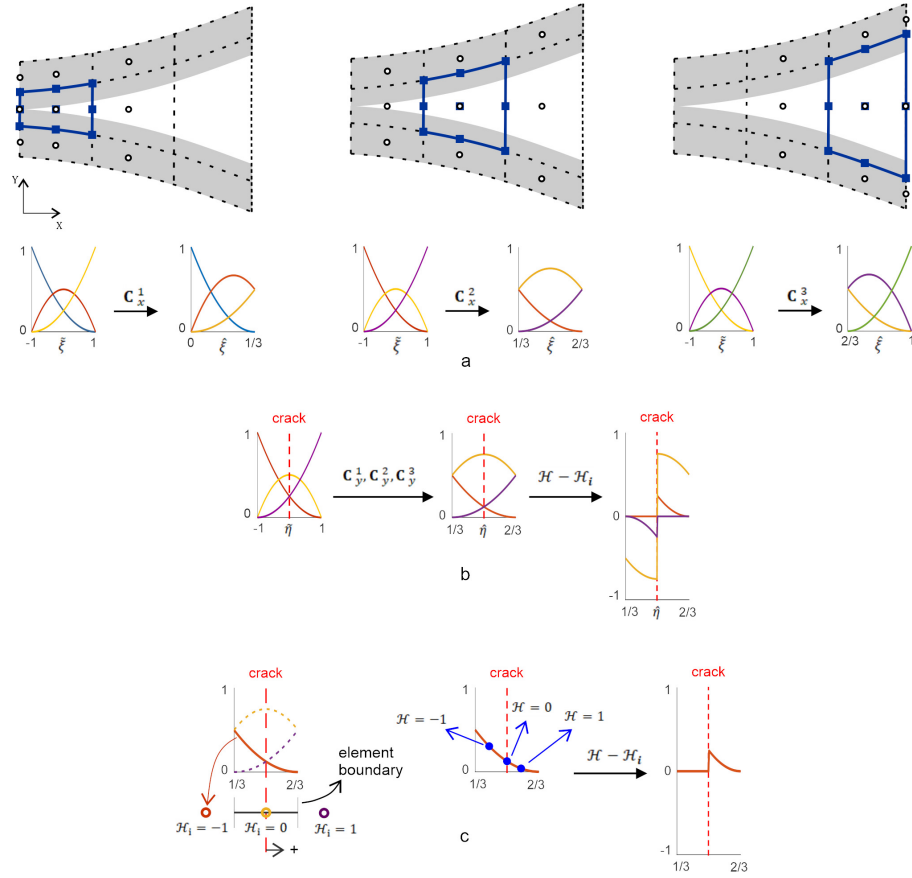 Y
X
1
0
-1
1
ξ̃
C_x^1
1
0
0
1/3
ξ̂
1
0
-1
1
ξ̃
C_x^2
1
0
1/3
2/3
ξ̂
1
0
-1
1
ξ̃
C_x^3
1
0
2/3
1
ξ̂
a
crack
1
0
-1
1
η̃
C_y^1, C_y^2, C_y^3
crack
1
0
1/3
2/3
η̂
ℋ − ℋ_i
crack
1
0
-1
1/3
2/3
η̂
b
crack
1
0
1/3
2/3
element
boundary
ℋ_i = −1
ℋ_i = 0
ℋ_i = 1
+
crack
1
0
1/3
2/3
ℋ = −1
ℋ = 0
ℋ = 1
ℋ − ℋ_i
crack
1
0
-1
1/3
2/3
c